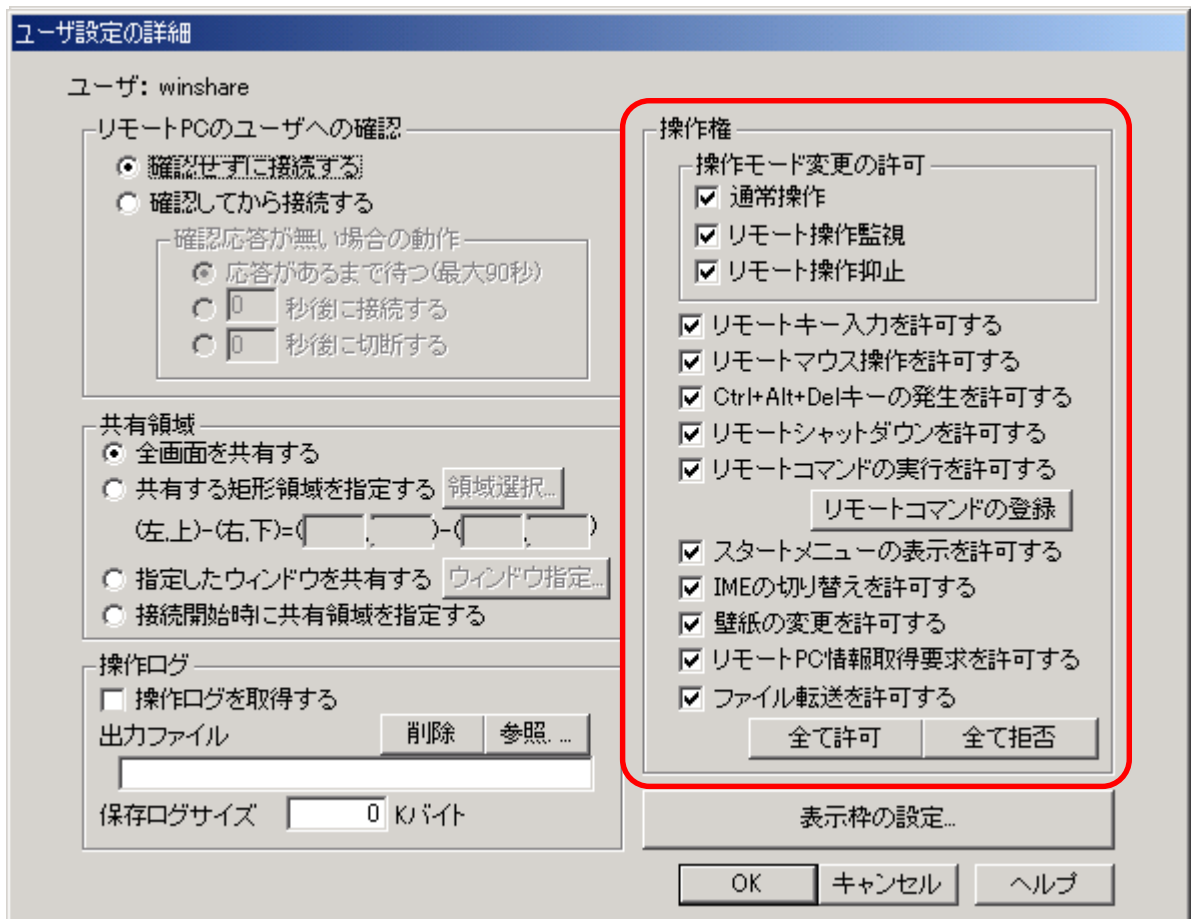 ユーザ設定の詳細
ユーザ: winshare
リモートPCのユーザへの確認
確認せずに接続する
確認してから接続する
確認応答が無い場合の動作
応答があるまで待つ(最大90秒)
0 秒後に接続する
0 秒後に切断する
共有領域
全画面を共有する
共有する矩形領域を指定する 領域選択...
(左,上)-(右,下)=( , )-( , )
指定したウィンドウを共有する ウィンドウ指定...
接続開始時に共有領域を指定する
操作ログ
操作ログを取得する
出力ファイル 削除 参照...
保存ログサイズ 0 Kバイト
操作権
操作モード変更の許可
通常操作
リモート操作監視
リモート操作抑止
リモートキー入力を許可する
リモートマウス操作を許可する
Ctrl+Alt+Delキーの発生を許可する
リモートシャットダウンを許可する
リモートコマンドの実行を許可する
リモートコマンドの登録
スタートメニューの表示を許可する
IMEの切り替えを許可する
壁紙の変更を許可する
リモートPC情報取得要求を許可する
ファイル転送を許可する
全て許可 全て拒否
表示枠の設定...
OK キャンセル ヘルプ